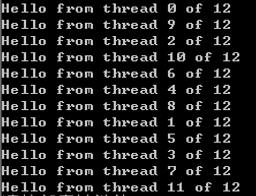 Hello from thread 0 of 12
Hello from thread 9 of 12
Hello from thread 2 of 12
Hello from thread 10 of 12
Hello from thread 6 of 12
Hello from thread 4 of 12
Hello from thread 8 of 12
Hello from thread 1 of 12
Hello from thread 5 of 12
Hello from thread 3 of 12
Hello from thread 7 of 12
Hello from thread 11 of 12